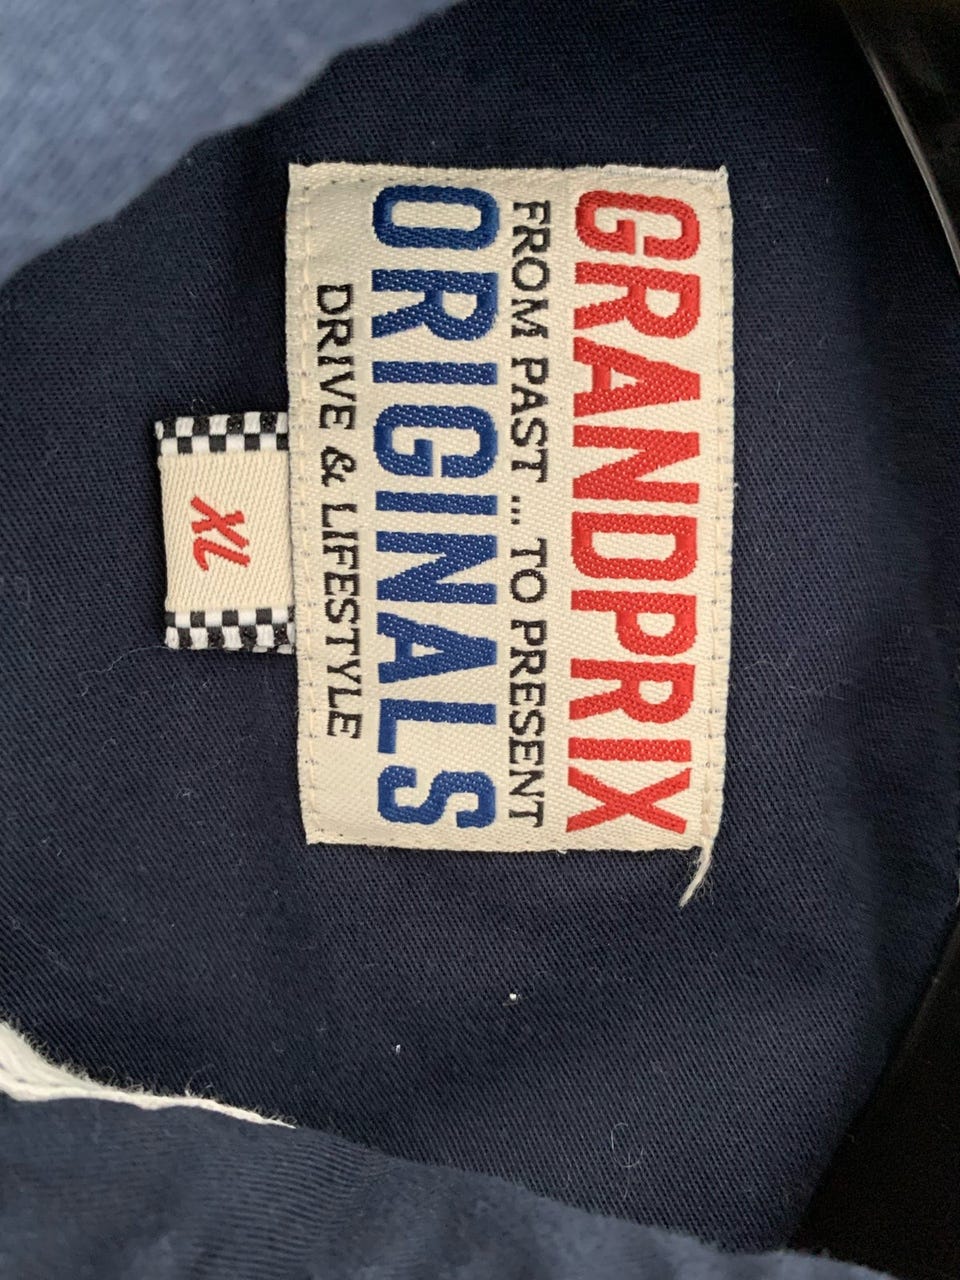 GRANDPRIX
FROM PAST ... TO PRESENT
ORIGINALS
DRIVE & LIFESTYLE
XL